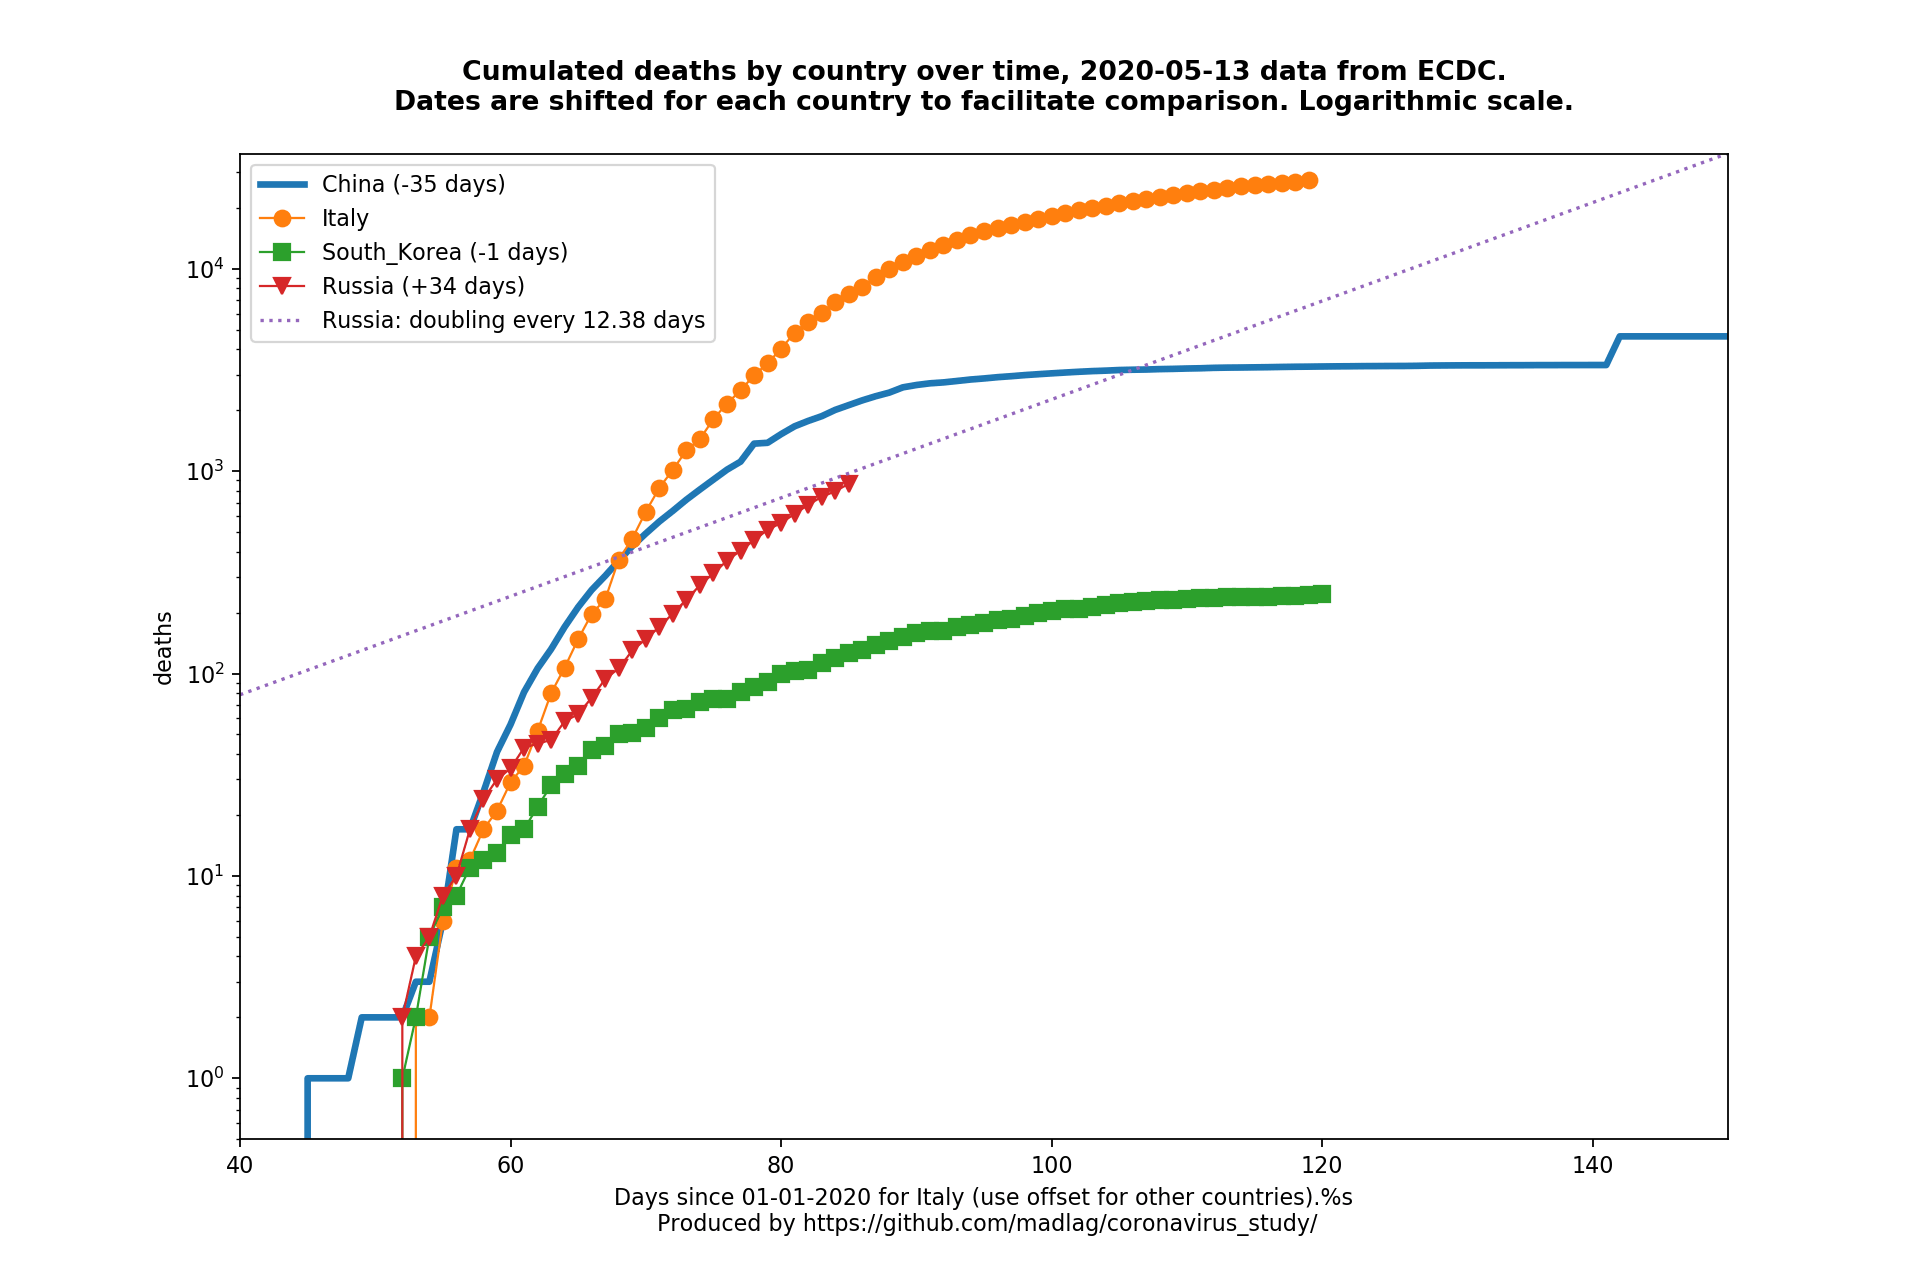 Cumulated deaths by country over time, 2020-05-13 data from ECDC.
Dates are shifted for each country to facilitate comparison. Logarithmic scale.
China (-35 days)
Italy
South_Korea (-1 days)
Russia (+34 days)
Russia: doubling every 12.38 days
deaths
10⁴
10³
10²
10¹
10⁰
40 60 80 100 120 140
Days since 01-01-2020 for Italy (use offset for other countries).%s
Produced by https://github.com/madlag/coronavirus_study/